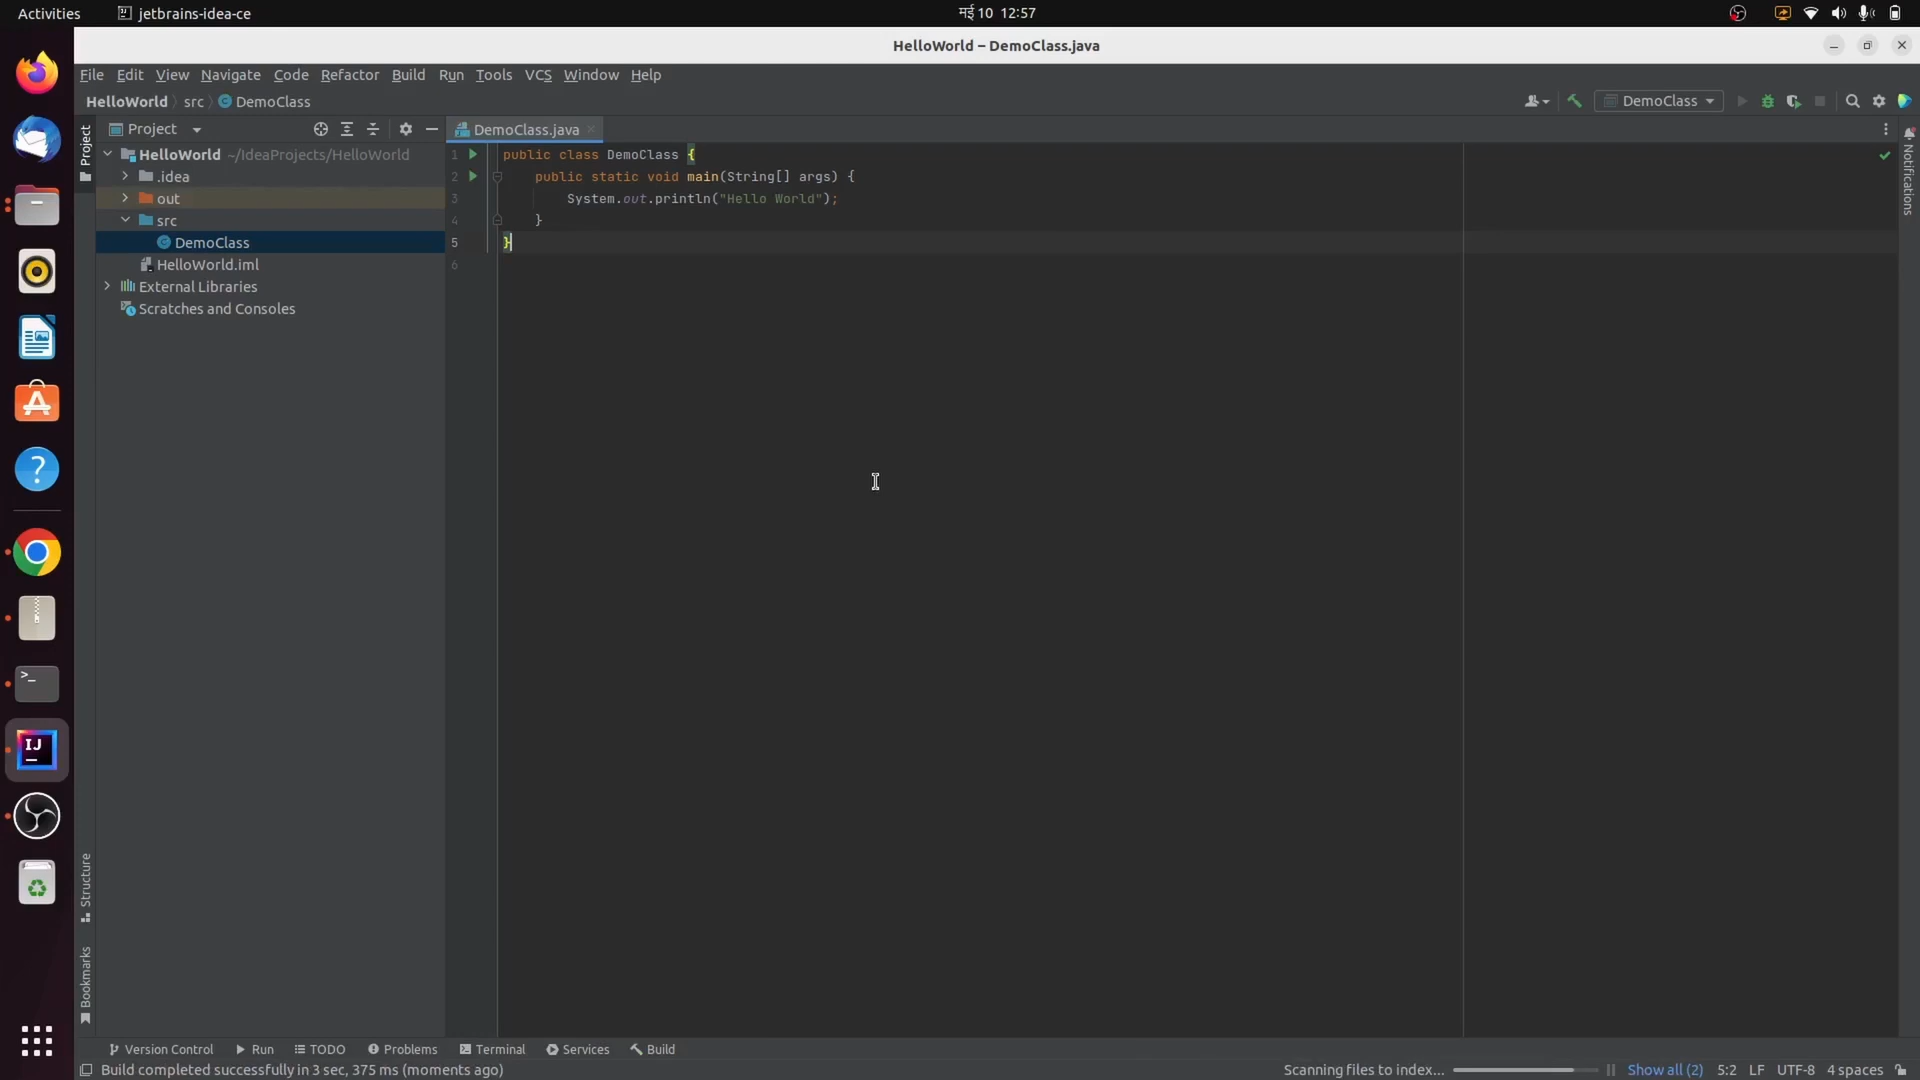 Activities jetbrains-idea-ce मई 10 12:57
HelloWorld – DemoClass.java
File Edit View Navigate Code Refactor Build Run Tools VCS Window Help
HelloWorld src DemoClass DemoClass
Project
Project
DemoClass.java
Notifications
HelloWorld ~/IdeaProjects/HelloWorld
.idea
out
src
DemoClass
HelloWorld.iml
External Libraries
Scratches and Consoles
1 public class DemoClass {
2 public static void main(String[] args) {
3 System.out.println("Hello World");
4 }
5 }
6
Structure
Bookmarks
Version Control Run TODO Problems Terminal Services Build
Build completed successfully in 3 sec, 375 ms (moments ago) Scanning files to index... Show all (2) 5:2 LF UTF-8 4 spaces